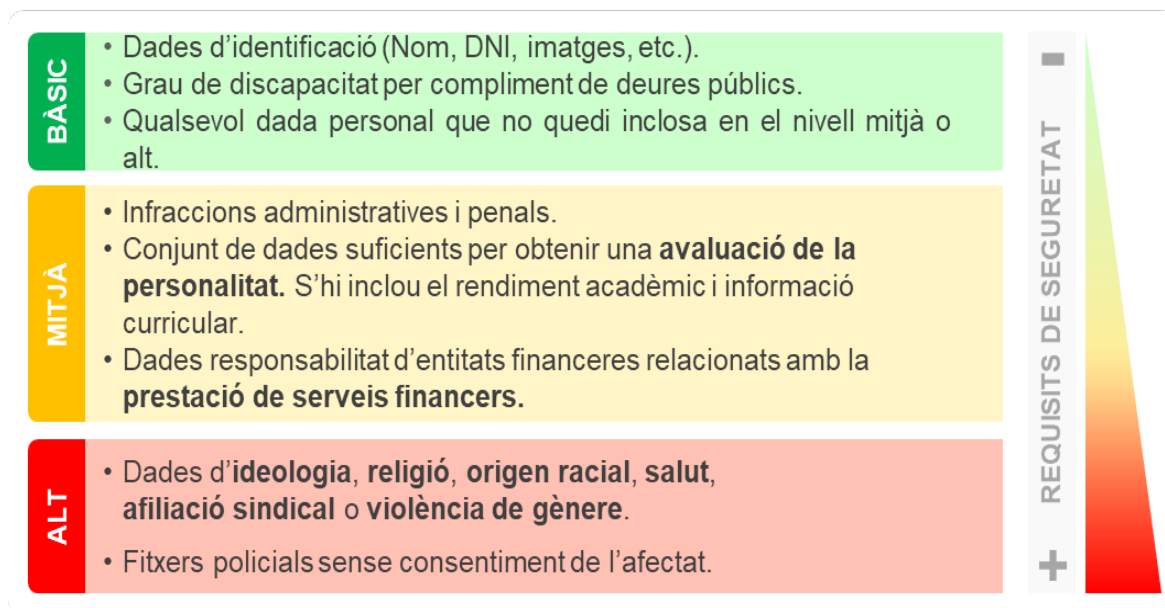 BÀSIC
• Dades d'identificació (Nom, DNI, imatges, etc.).
• Grau de discapacitat per compliment de deures públics.
• Qualsevol dada personal que no quedi inclosa en el nivell mitjà o
alt.
MITJÀ
• Infraccions administratives i penals.
• Conjunt de dades suficients per obtenir una avaluació de la
personalitat. S'hi inclou el rendiment acadèmic i informació
curricular.
• Dades responsabilitat d'entitats financeres relacionats amb la
prestació de serveis financers.
ALT
• Dades d'ideologia, religió, origen racial, salut,
afiliació sindical o violència de gènere.
• Fitxers policials sense consentiment de l'afectat.
+ REQUISITS DE SEGURETAT -